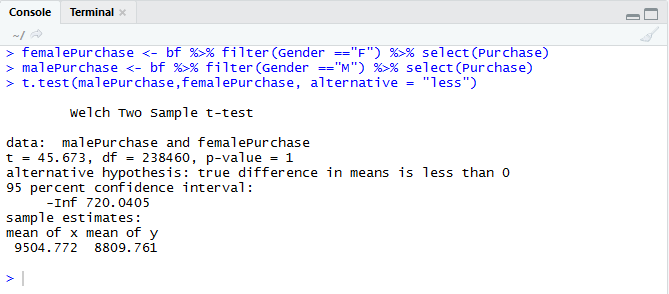 Console Terminal ×
~/
> femalePurchase <- bf %>% filter(Gender =="F") %>% select(Purchase)
> malePurchase <- bf %>% filter(Gender =="M") %>% select(Purchase)
> t.test(malePurchase,femalePurchase, alternative = "less")
Welch Two Sample t-test
data:  malePurchase and femalePurchase
t = 45.673, df = 238460, p-value = 1
alternative hypothesis: true difference in means is less than 0
95 percent confidence interval:
-Inf 720.0405
sample estimates:
mean of x mean of y
9504.772  8809.761
>